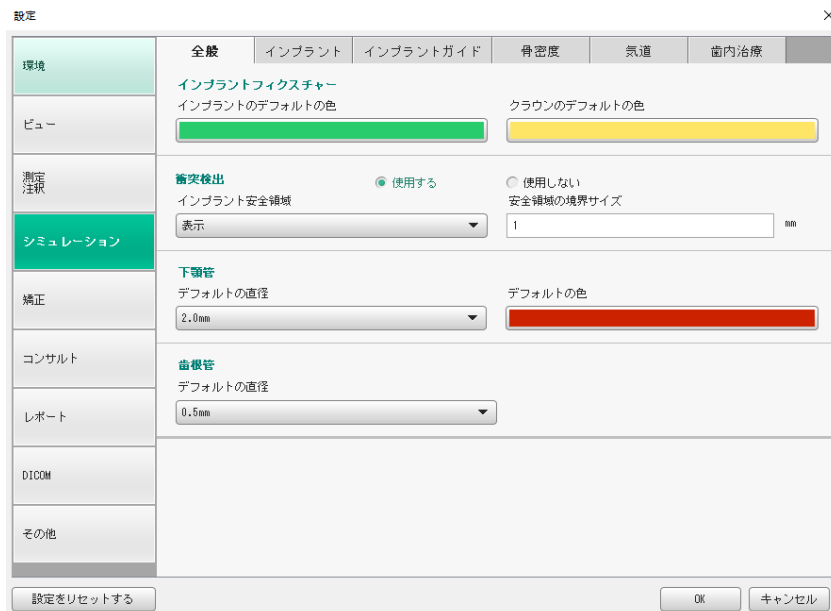 設定
環境
ビュー
測定
注釈
シミュレーション
矯正
コンサルト
レポート
DICOM
その他
設定をリセットする
全般 インプラント インプラントガイド 骨密度 気道 歯内治療
インプラントフィクスチャー
インプラントのデフォルトの色 クラウンのデフォルトの色
衝突検出 使用する 使用しない
インプラント安全領域 安全領域の境界サイズ
表示 1 mm
下顎管
デフォルトの直径 デフォルトの色
2.0mm
歯根管
デフォルトの直径
0.5mm
OK キャンセル